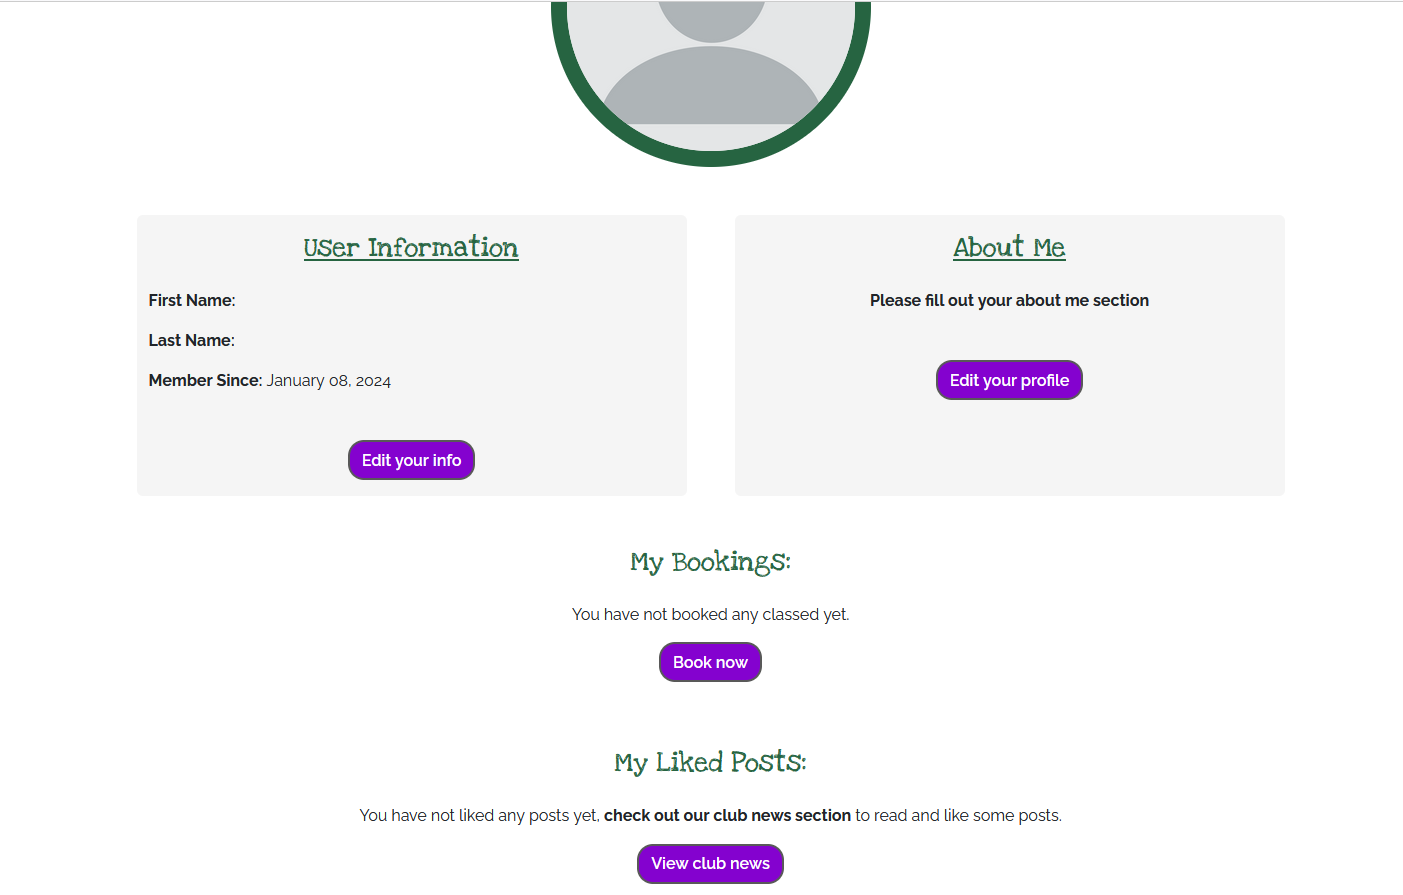 User Information
First Name:
Last Name:
Member Since: January 08, 2024
Edit your info
About Me
Please fill out your about me section
Edit your profile
My Bookings:
You have not booked any classed yet.
Book now
My Liked Posts:
You have not liked any posts yet, check out our club news section to read and like some posts.
View club news